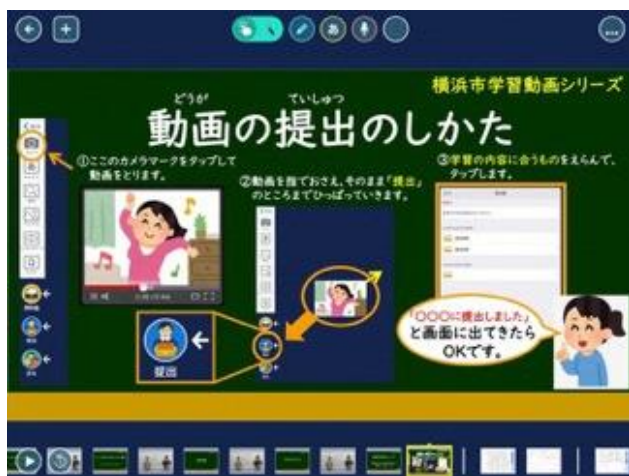 あ
横浜市学習動画シリーズ
どうが ていしゅつ
動画の提出のしかた
①ここのカメラマークをタップして
動画をとります。
②動画を指でおさえ、そのまま「提出」
のところまでひっぱっていきます。
③学習の内容に合うものをえらんで、
タップします。
提出
「○○○に提出しました」
と画面に出てきたら
OKです。